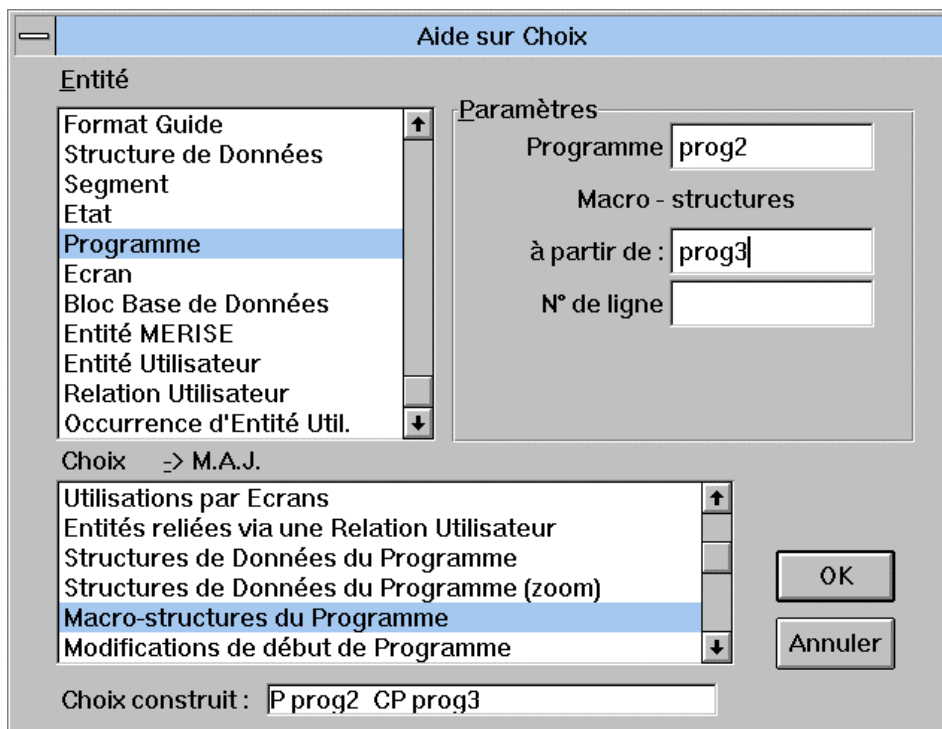 Aide sur Choix
Entité
Format Guide
Structure de Données
Segment
Etat
Programme
Ecran
Bloc Base de Données
Entité MERISE
Entité Utilisateur
Relation Utilisateur
Occurrence d'Entité Util.
Paramètres
Programme prog2
Macro - structures
à partir de : prog3
N° de ligne
Choix -> M.A.J.
Utilisations par Ecrans
Entités reliées via une Relation Utilisateur
Structures de Données du Programme
Structures de Données du Programme (zoom)
Macro-structures du Programme
Modifications de début de Programme
OK
Annuler
Choix construit : P prog2 CP prog3